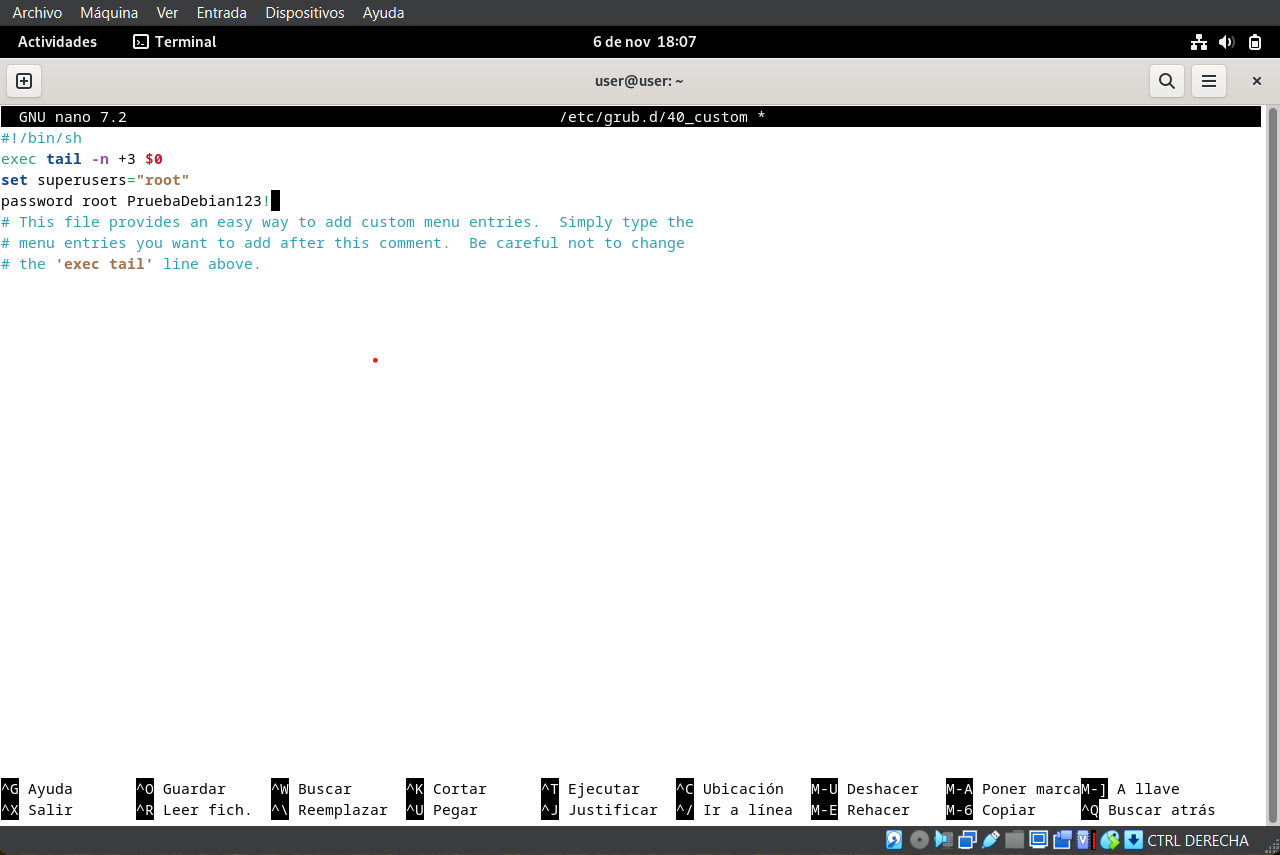 Archivo Máquina Ver Entrada Dispositivos Ayuda
Actividades Terminal 6 de nov 18:07
user@user: ~
GNU nano 7.2 /etc/grub.d/40_custom *
#!/bin/sh
exec tail -n +3 $0
set superusers="root"
password root PruebaDebian123!
# This file provides an easy way to add custom menu entries.  Simply type the
# menu entries you want to add after this comment.  Be careful not to change
# the 'exec tail' line above.
^G Ayuda ^O Guardar ^W Buscar ^K Cortar ^T Ejecutar ^C Ubicación M-U Deshacer M-A Poner marca M-] A llave
^X Salir ^R Leer fich. ^\ Reemplazar ^U Pegar ^J Justificar ^/ Ir a línea M-E Rehacer M-6 Copiar ^Q Buscar atrás
CTRL DERECHA